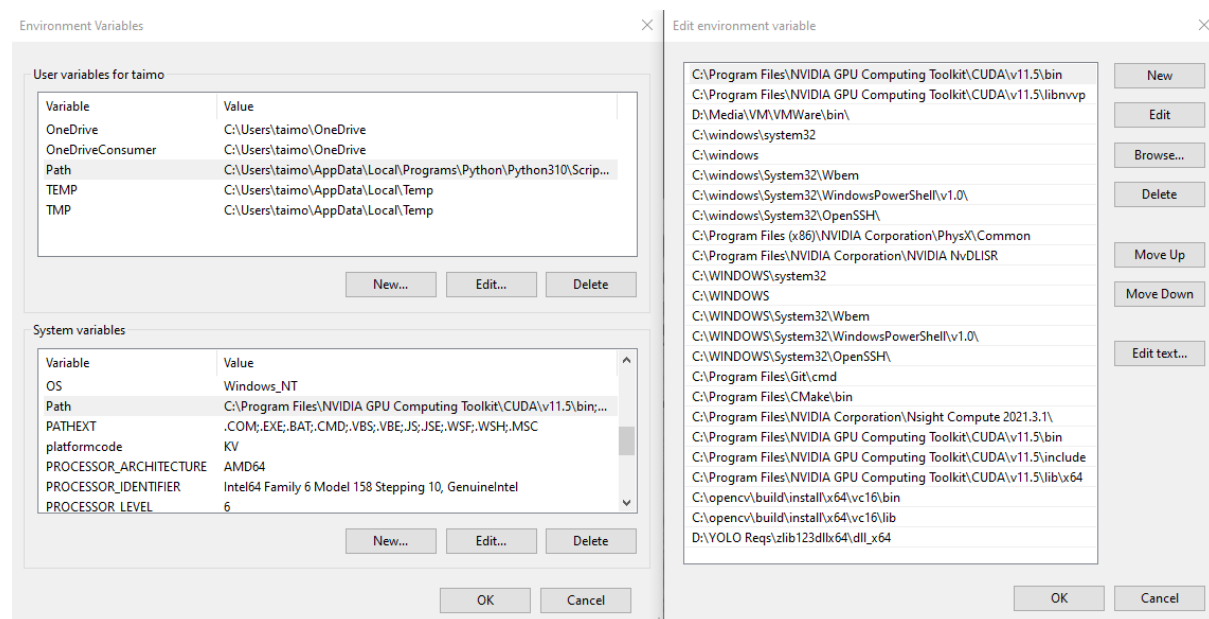 Environment Variables
User variables for taimo
Variable Value
OneDrive C:\Users\taimo\OneDrive
OneDriveConsumer C:\Users\taimo\OneDrive
Path C:\Users\taimo\AppData\Local\Programs\Python\Python310\Scrip...
TEMP C:\Users\taimo\AppData\Local\Temp
TMP C:\Users\taimo\AppData\Local\Temp
New... Edit... Delete
System variables
Variable Value
OS Windows_NT
Path C:\Program Files\NVIDIA GPU Computing Toolkit\CUDA\v11.5\bin;...
PATHEXT .COM;.EXE;.BAT;.CMD;.VBS;.VBE;.JS;.JSE;.WSF;.WSH;.MSC
platformcode KV
PROCESSOR_ARCHITECTURE AMD64
PROCESSOR_IDENTIFIER Intel64 Family 6 Model 158 Stepping 10, GenuineIntel
PROCESSOR_LEVEL 6
New... Edit... Delete
OK Cancel
Edit environment variable
C:\Program Files\NVIDIA GPU Computing Toolkit\CUDA\v11.5\bin
C:\Program Files\NVIDIA GPU Computing Toolkit\CUDA\v11.5\libnvvp
D:\Media\VM\VMWare\bin\
C:\windows\system32
C:\windows
C:\windows\System32\Wbem
C:\windows\System32\WindowsPowerShell\v1.0\
C:\windows\System32\OpenSSH\
C:\Program Files (x86)\NVIDIA Corporation\PhysX\Common
C:\Program Files\NVIDIA Corporation\NVIDIA NvDLISR
C:\WINDOWS\system32
C:\WINDOWS
C:\WINDOWS\System32\Wbem
C:\WINDOWS\System32\WindowsPowerShell\v1.0\
C:\WINDOWS\System32\OpenSSH\
C:\Program Files\Git\cmd
C:\Program Files\CMake\bin
C:\Program Files\NVIDIA Corporation\Nsight Compute 2021.3.1\
C:\Program Files\NVIDIA GPU Computing Toolkit\CUDA\v11.5\bin
C:\Program Files\NVIDIA GPU Computing Toolkit\CUDA\v11.5\include
C:\Program Files\NVIDIA GPU Computing Toolkit\CUDA\v11.5\lib\x64
C:\opencv\build\install\x64\vc16\bin
C:\opencv\build\install\x64\vc16\lib
D:\YOLO Reqs\zlib123dllx64\dll_x64
New
Edit
Browse...
Delete
Move Up
Move Down
Edit text...
OK Cancel